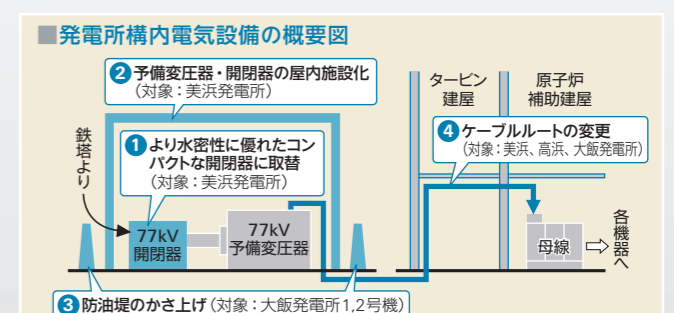 ■発電所構内電気設備の概要図
②予備変圧器・開閉器の屋内施設化
(対象：美浜発電所)
タービン
建屋
原子炉
補助建屋
鉄塔より
①より水密性に優れたコン
パクトな開閉器に取替
(対象：美浜発電所)
④ケーブルルートの変更
(対象：美浜、高浜、大飯発電所)
77kV
開閉器
77kV
予備変圧器
母線
各機器へ
③防油堤のかさ上げ(対象：大飯発電所1,2号機)